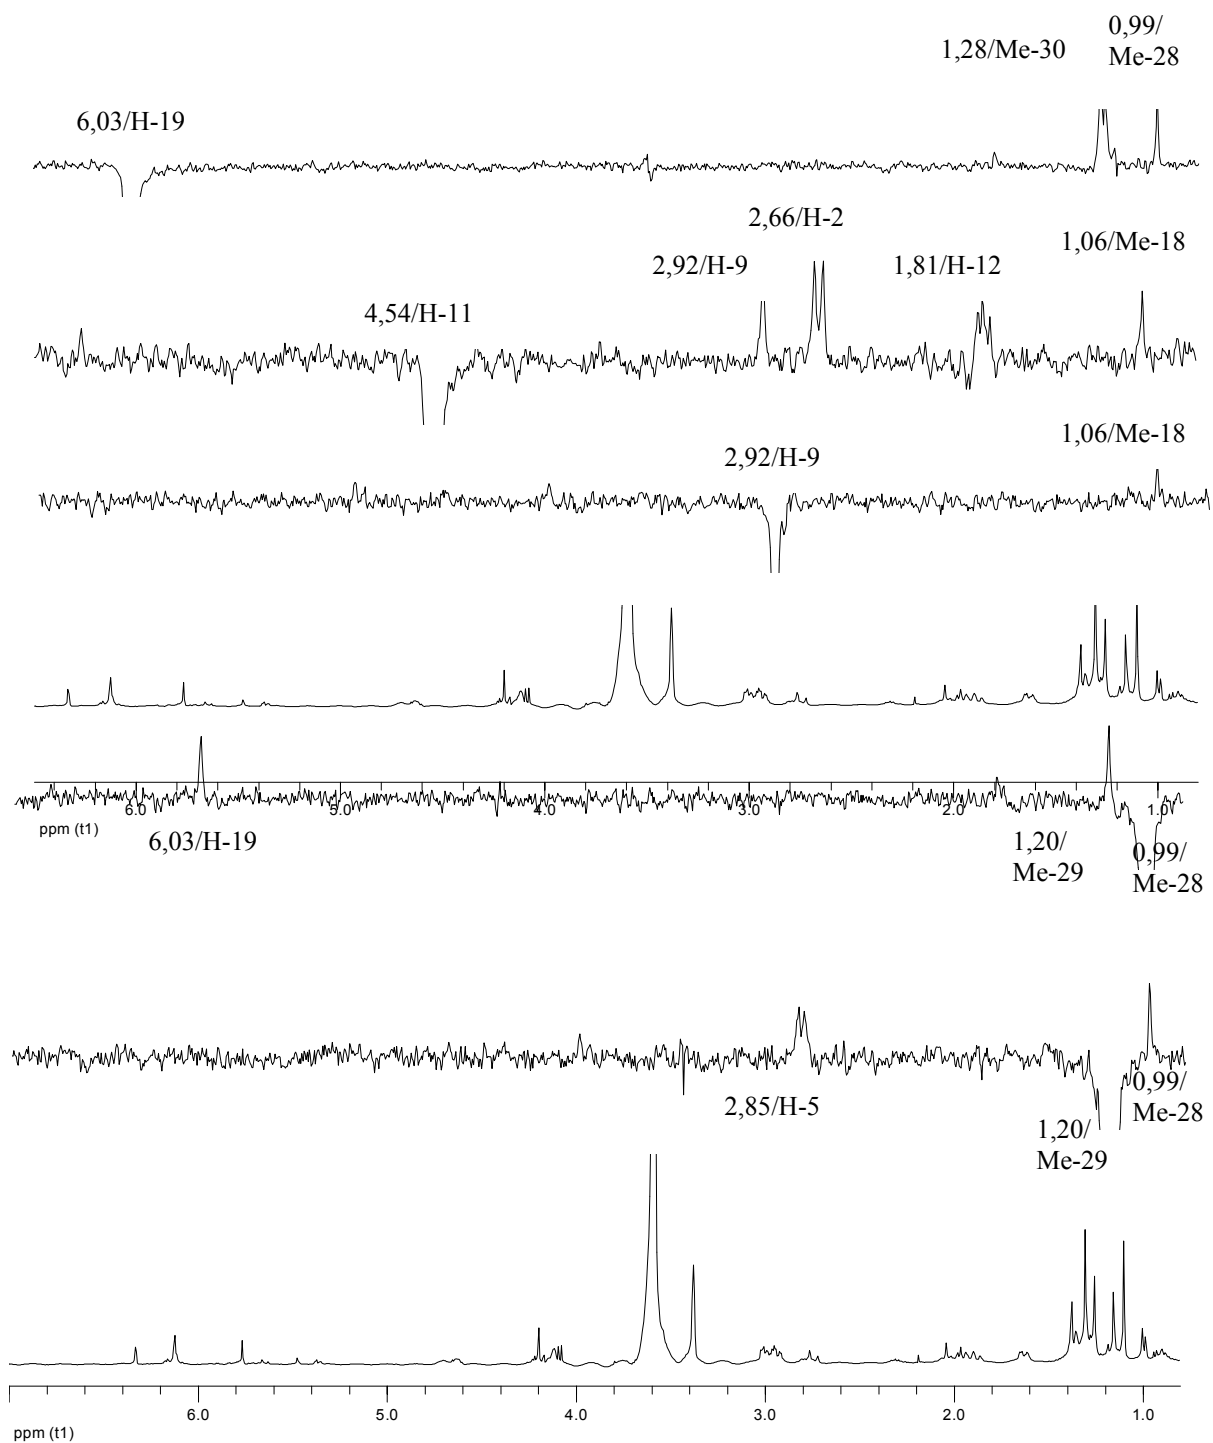 0,99/
1,28/Me-30
Me-28
6,03/H-19
2,66/H-2
1,06/Me-18
2,92/H-9
1,81/H-12
4,54/H-11
1,06/Me-18
2,92/H-9
6.0 5.0 4.0 3.0 2.0 1.0
ppm (t1)
6,03/H-19
1,20/
Me-29
0,99/
Me-28
0,99/
Me-28
2,85/H-5
1,20/
Me-29
6.0 5.0 4.0 3.0 2.0 1.0
ppm (t1)